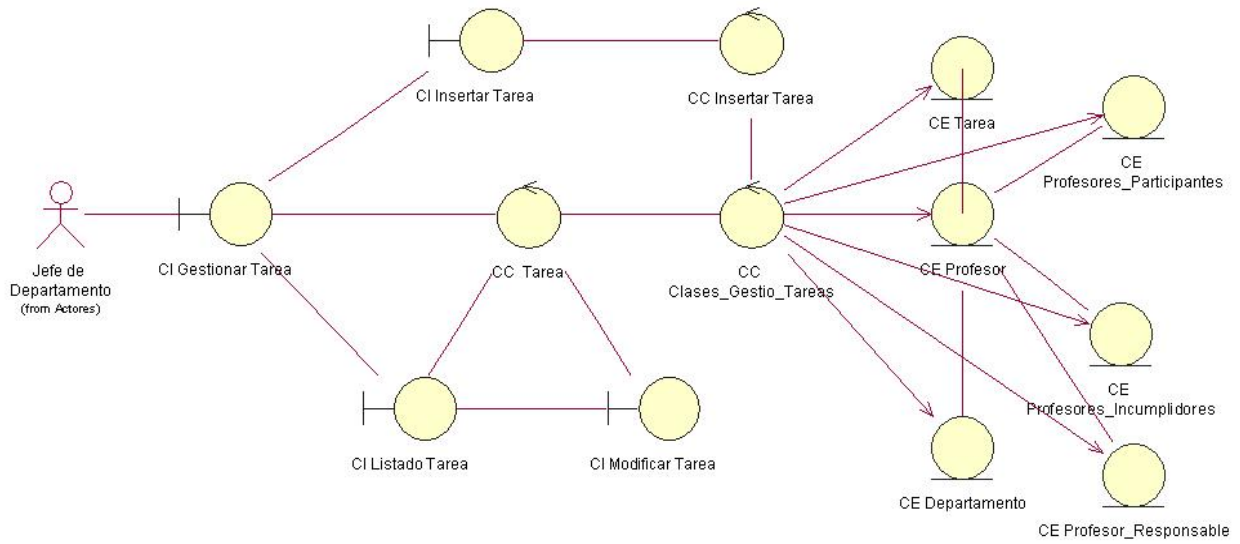 CI Insertar Tarea
CC Insertar Tarea
CE Tarea
CE
Profesores_Participantes
Jefe de
Departamento
(from Actores)
CI Gestionar Tarea
CC Tarea
CC
Clases_Gestio_Tareas
CE Profesor
CE
Profesores_Incumplidores
CI Listado Tarea
CI Modificar Tarea
CE Departamento
CE Profesor_Responsable